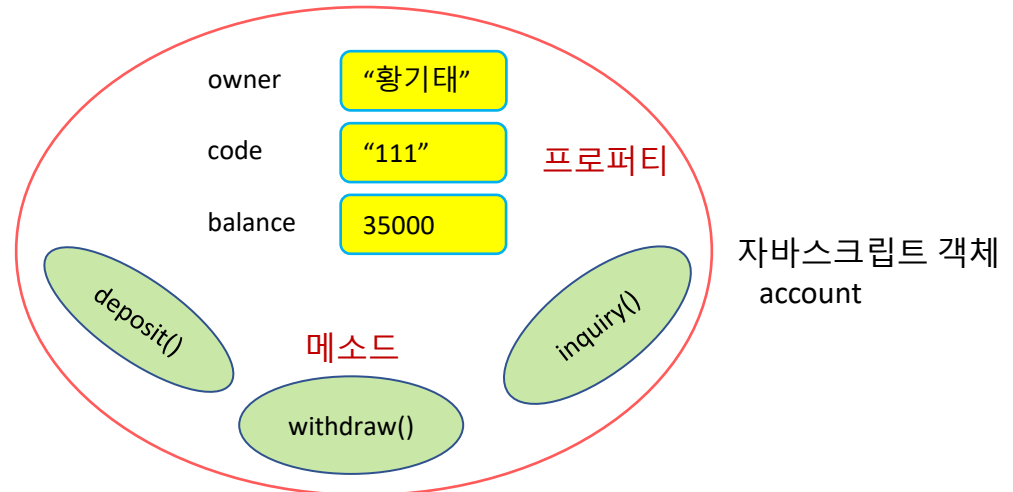 owner “황기태”
code “111”
프로퍼티
balance 35000
자바스크립트 객체
account
deposit()
메소드
inquiry()
withdraw()